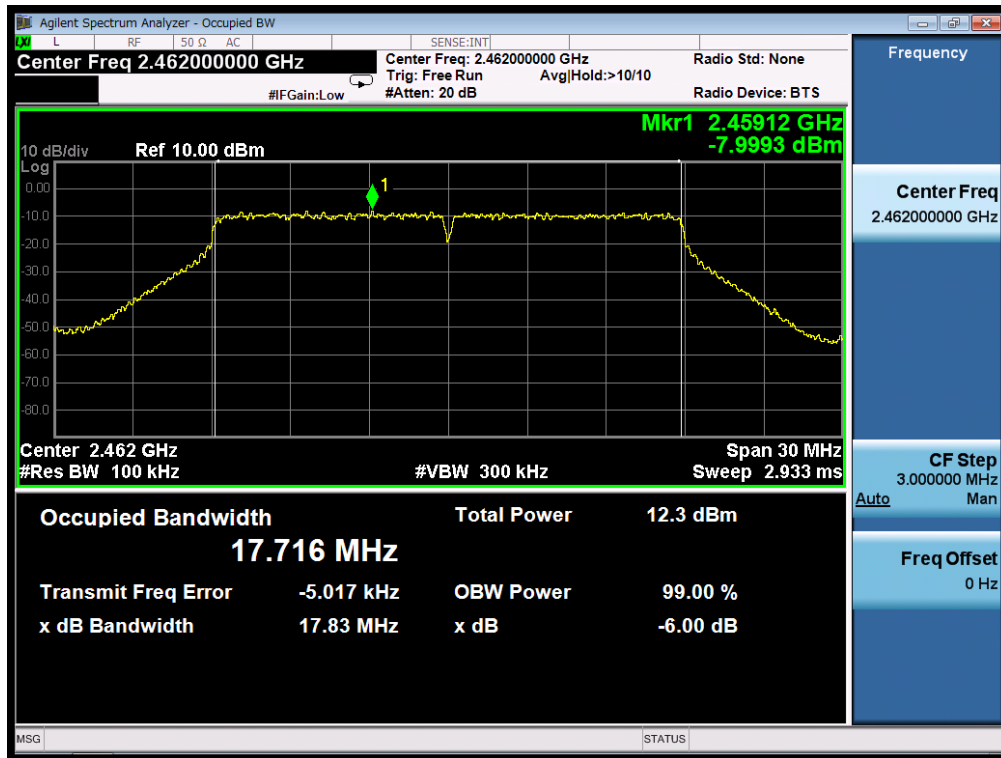 Agilent Spectrum Analyzer - Occupied BW
LXI L RF 50 Ω AC SENSE:INT
Center Freq 2.462000000 GHz
#IFGain:Low
Center Freq: 2.462000000 GHz
Trig: Free Run Avg|Hold:>10/10
#Atten: 20 dB
Radio Std: None
Radio Device: BTS
Mkr1 2.45912 GHz
-7.9993 dBm
10 dB/div Ref 10.00 dBm
Log
0.00
-10.0
-20.0
-30.0
-40.0
-50.0
-60.0
-70.0
-80.0
1
Center 2.462 GHz Span 30 MHz
#Res BW 100 kHz #VBW 300 kHz Sweep 2.933 ms
Occupied Bandwidth Total Power 12.3 dBm
17.716 MHz
Transmit Freq Error -5.017 kHz OBW Power 99.00 %
x dB Bandwidth 17.83 MHz x dB -6.00 dB
MSG STATUS
Frequency
Center Freq
2.462000000 GHz
CF Step
3.000000 MHz
Auto Man
Freq Offset
0 Hz